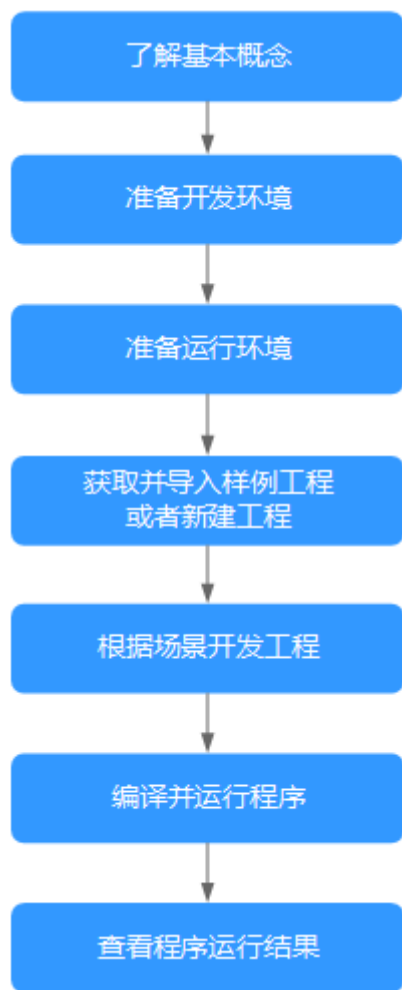 了解基本概念
准备开发环境
准备运行环境
获取并导入样例工程
或者新建工程
根据场景开发工程
编译并运行程序
查看程序运行结果